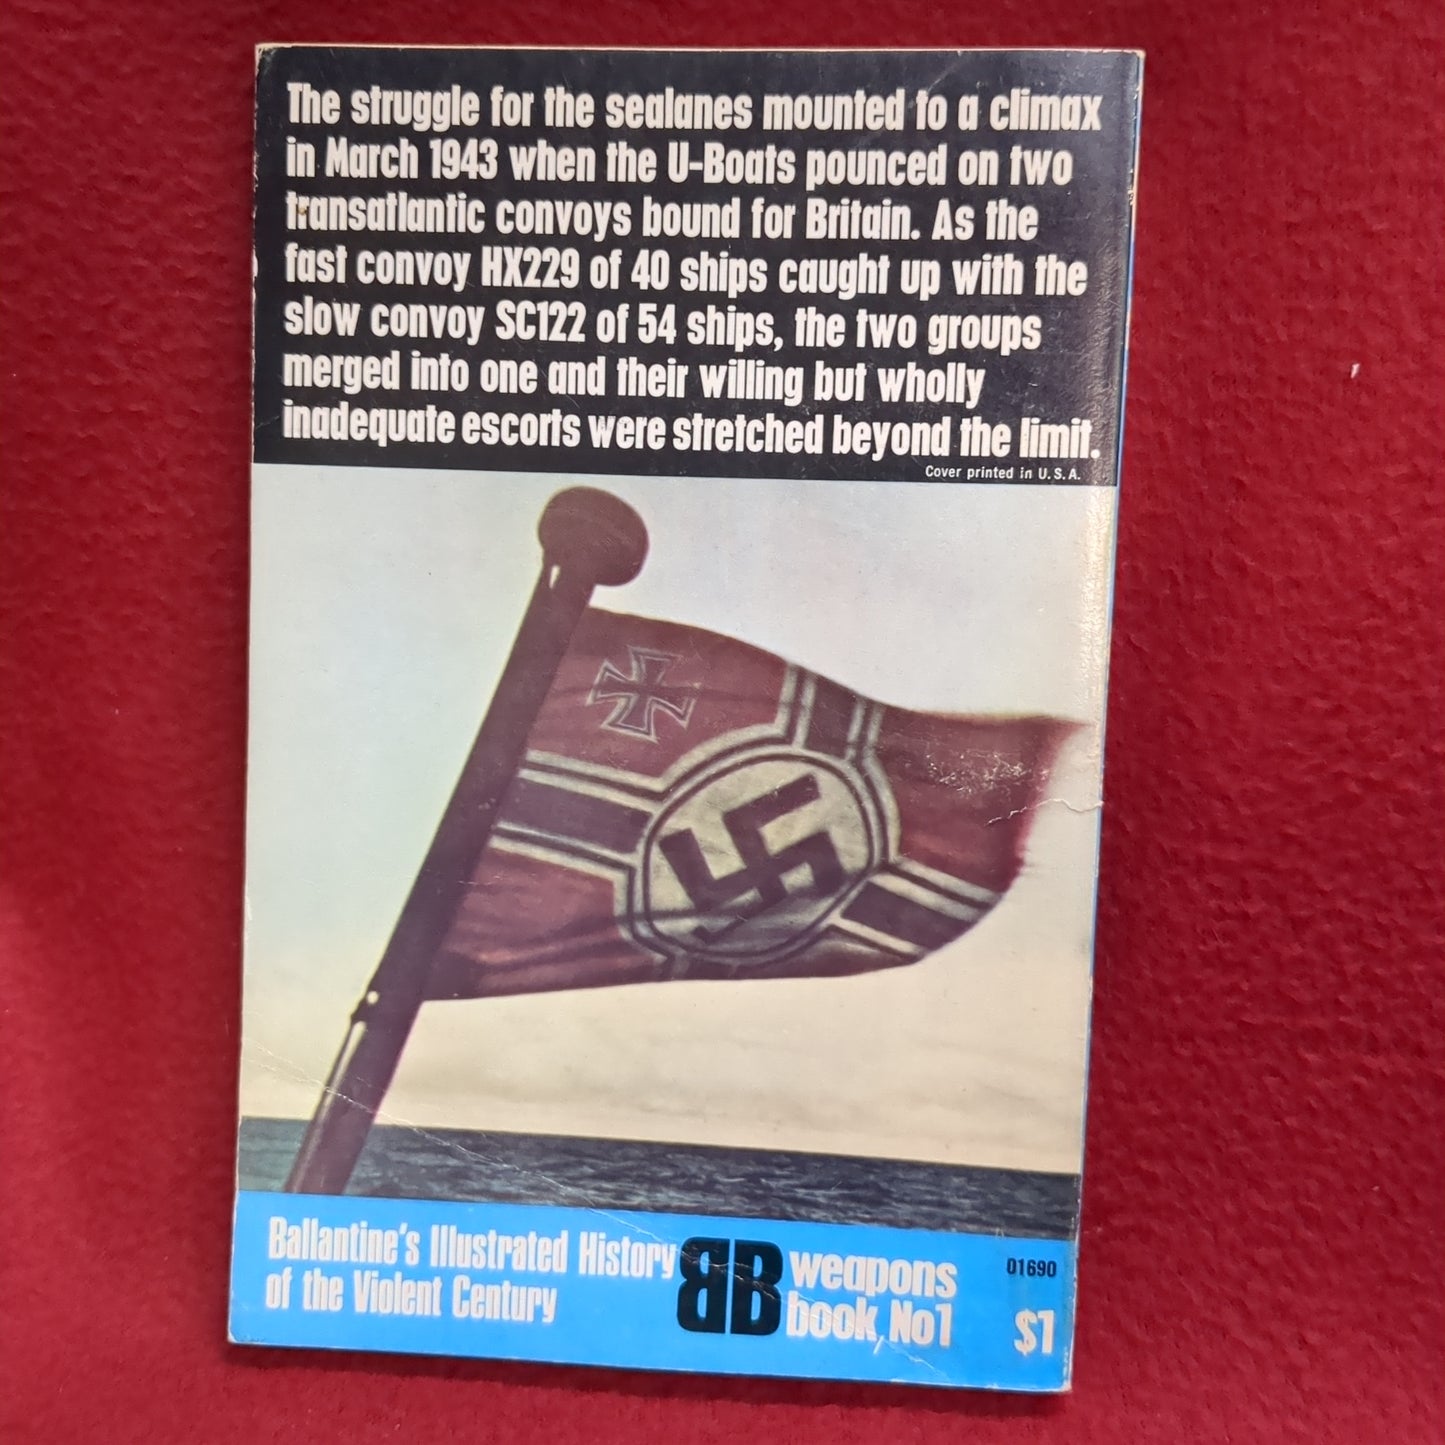 The struggle for the sealanes mounted to a climax
in March 1943 when the U-Boats pounced on two
transatlantic convoys bound for Britain. As the
fast convoy HX229 of 40 ships caught up with the
slow convoy SC122 of 54 ships, the two groups
merged into one and their willing but wholly
inadequate escorts were stretched beyond the limit.
Cover printed in U.S.A.
Ballantine's Illustrated History
of the Violent Century
BB
weapons
book, No1
01690
$1